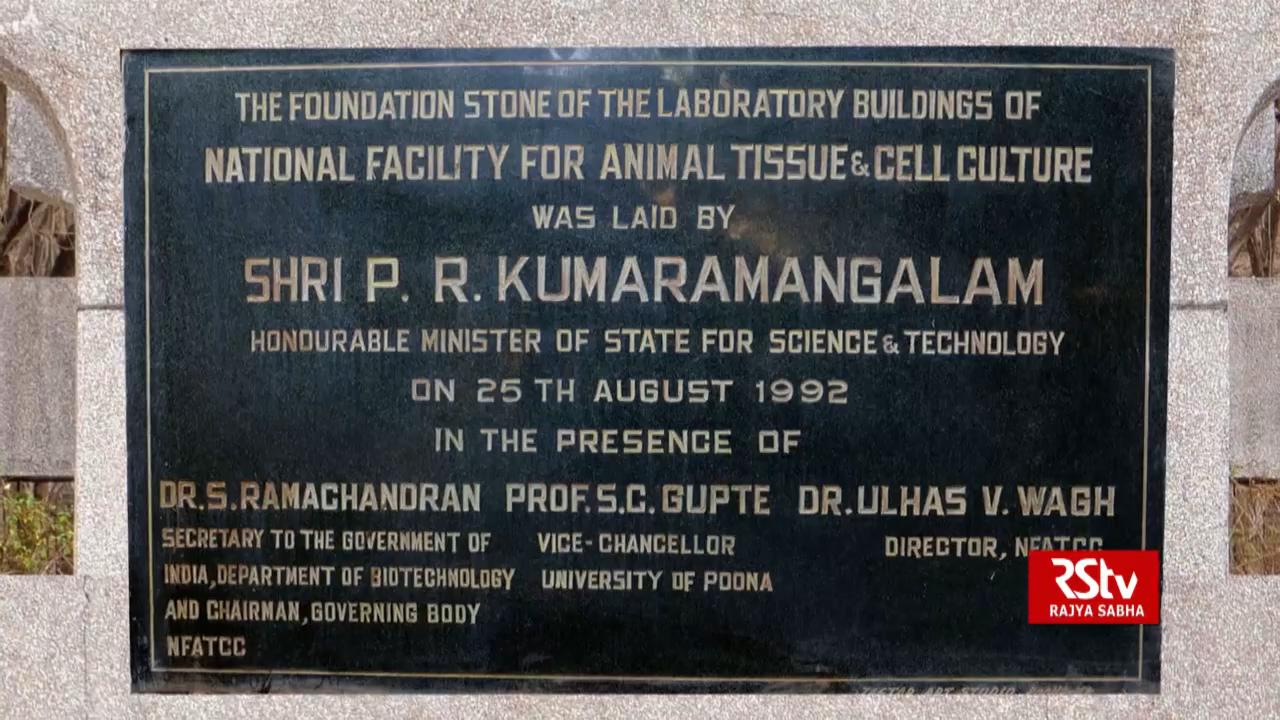 THE FOUNDATION STONE OF THE LABORATORY BUILDINGS OF
NATIONAL FACILITY FOR ANIMAL TISSUE & CELL CULTURE
WAS LAID BY
SHRI P. R. KUMARAMANGALAM
HONOURABLE MINISTER OF STATE FOR SCIENCE & TECHNOLOGY
ON 25 TH AUGUST 1992
IN THE PRESENCE OF
DR.S.RAMACHANDRAN PROF.S.C.GUPTE DR.ULHAS V. WAGH
SECRETARY TO THE GOVERNMENT OF VICE-CHANCELLOR DIRECTOR, NFATCC
INDIA,DEPARTMENT OF BIOTECHNOLOGY UNIVERSITY OF POONA
AND CHAIRMAN,GOVERNING BODY
NFATCC
RStv
RAJYA SABHA
ART STUDIO